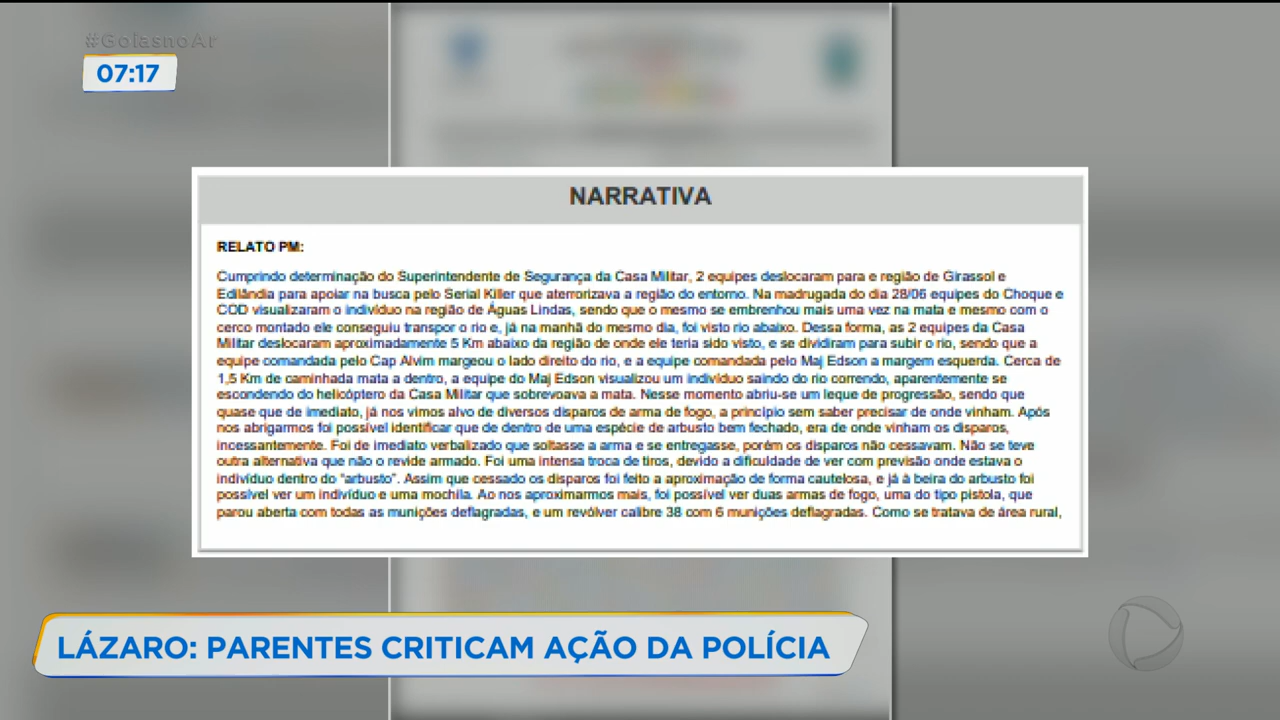 #GoiásnoAr
07:17
NARRATIVA
RELATO PM:
Cumprindo determinação do Superintendente de Segurança da Casa Militar, 2 equipes deslocaram para e região de Girassol e
Edilândia para apoiar na busca pelo Serial Killer que aterrorizava a região do entorno. Na madrugada do dia 28/06 equipes do Choque e
COD visualizaram o indivíduo na região de Águas Lindas, sendo que o mesmo se embrenhou mais uma vez na mata e mesmo com o
cerco montado ele conseguiu transpor o rio e, já na manhã do mesmo dia, foi visto rio abaixo. Dessa forma, as 2 equipes da Casa
Militar deslocaram aproximadamente 5 Km abaixo da região de onde ele teria sido visto, e se dividiram para subir o rio, sendo que a
equipe comandada pelo Cap Alvim margeou o lado direito do rio, e a equipe comandada pelo Maj Edson a margem esquerda. Cerca de
1,5 Km de caminhada mata a dentro, a equipe do Maj Edson visualizou um indivíduo saindo do rio correndo, aparentemente se
escondendo do helicóptero da Casa Militar que sobrevoava a mata. Nesse momento abriu-se um leque de progressão, sendo que
quase que de imediato, já nos vimos alvo de diversos disparos de arma de fogo, a princípio sem saber precisar de onde vinham. Após
nos abrigarmos foi possível identificar que de dentro de uma espécie de arbusto bem fechado, era de onde vinham os disparos,
incessantemente. Foi de imediato verbalizado que soltasse a arma e se entregasse, porém os disparos não cessavam. Não se teve
outra alternativa que não o revide armado. Foi uma intensa troca de tiros, devido a dificuldade de ver com previsão onde estava o
indivíduo dentro do "arbusto". Assim que cessado os disparos foi feito a aproximação de forma cautelosa, e já à beira do arbusto foi
possível ver um indivíduo e uma mochila. Ao nos aproximarmos mais, foi possível ver duas armas de fogo, uma do tipo pistola, que
parou aberta com todas as munições deflagradas, e um revólver calibre 38 com 6 munições deflagradas. Como se tratava de área rural,
LÁZARO: PARENTES CRITICAM AÇÃO DA POLÍCIA